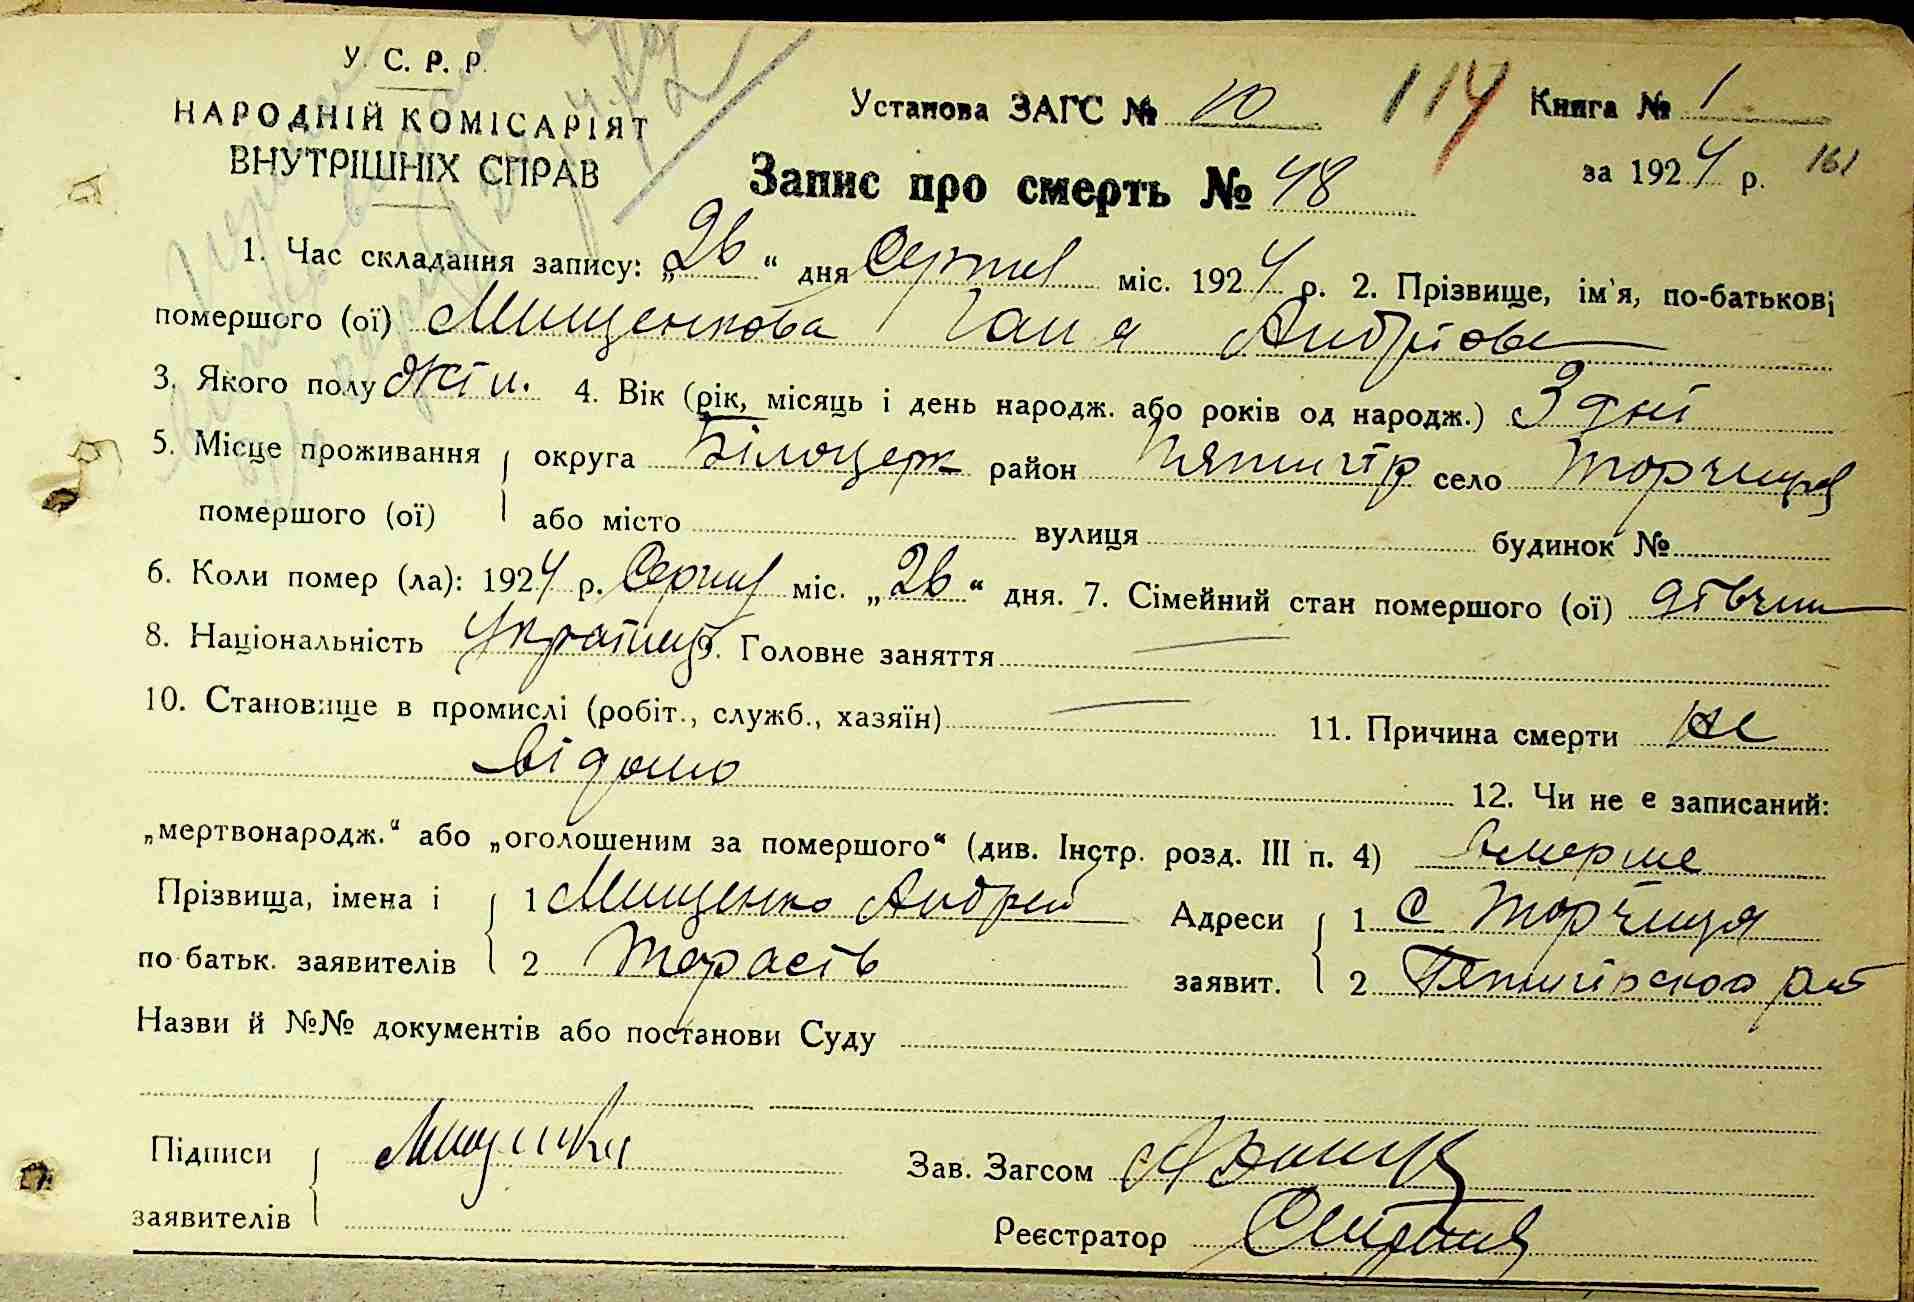 У. С. Р. Р.
НАРОДНІЙ КОМІСАРІЯТ
ВНУТРІШНІХ СПРАВ
Установа ЗАГС № 10 114 Книга № 1
Запис про смерть № 48 за 1924 р. 161
1. Час складання запису: „26“ дня Серпня міс. 1924 р. 2. Прізвище, ім'я, по-батькові
помершого (ої) Мищенкова Ганя Андрійов
3. Якого полу жін. 4. Вік (рік, місяць і день народж. або років од народж.) 3 дні
5. Місце проживання округа Білоцерк район Пятигір село Торчиця
помершого (ої) або місто вулиця будинок №
6. Коли помер (ла): 1924 р. Серпня міс. „26“ дня. 7. Сімейний стан помершого (ої) дівчин
8. Національність Українці 9. Головне заняття —
10. Становище в промислі (робіт., служб., хазяїн) — 11. Причина смерти не
відомо
12. Чи не є записаний:
„мертвонародж.“ або „оголошеним за помершого“ (див. Інстр. розд. III п. 4) вмерше
Прізвища, імена і 1 Мищенко Андрей Адреси 1 с Торчиця
по батьк. заявителів 2 Тарасів заявит. 2 Пятигірского
Назви й №№ документів або постанови Суду
Підписи Зав. Загсом
заявителів Реєстратор